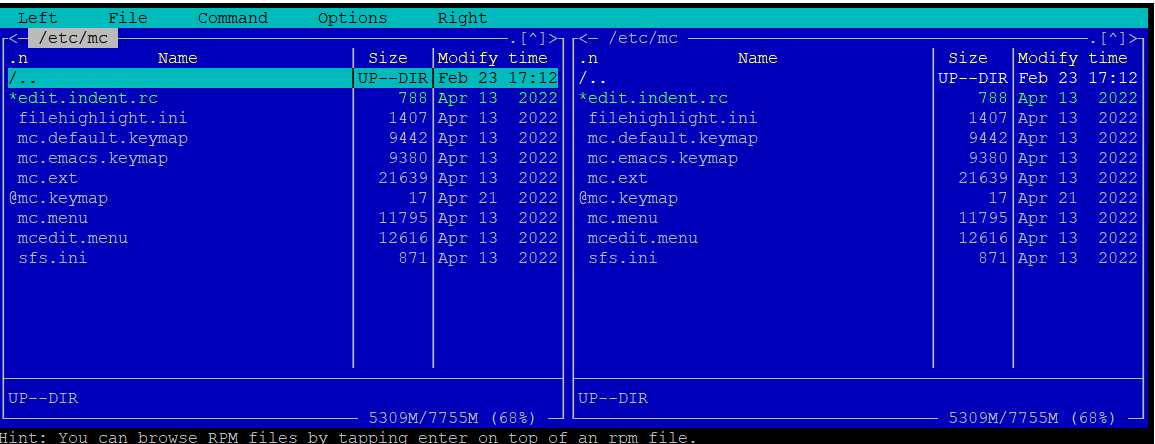 Left File Command Options Right
<─ /etc/mc ─.[^]>┐ <─ /etc/mc ─.[^]>┐
.n Name Size Modify time .n Name Size Modify time
/.. UP--DIR Feb 23 17:12 /.. UP--DIR Feb 23 17:12
*edit.indent.rc 788 Apr 13 2022 *edit.indent.rc 788 Apr 13 2022
filehighlight.ini 1407 Apr 13 2022 filehighlight.ini 1407 Apr 13 2022
mc.default.keymap 9442 Apr 13 2022 mc.default.keymap 9442 Apr 13 2022
mc.emacs.keymap 9380 Apr 13 2022 mc.emacs.keymap 9380 Apr 13 2022
mc.ext 21639 Apr 13 2022 mc.ext 21639 Apr 13 2022
@mc.keymap 17 Apr 21 2022 @mc.keymap 17 Apr 21 2022
mc.menu 11795 Apr 13 2022 mc.menu 11795 Apr 13 2022
mcedit.menu 12616 Apr 13 2022 mcedit.menu 12616 Apr 13 2022
sfs.ini 871 Apr 13 2022 sfs.ini 871 Apr 13 2022
UP--DIR UP--DIR
5309M/7755M (68%) 5309M/7755M (68%)
Hint: You can browse RPM files by tapping enter on top of an rpm file.